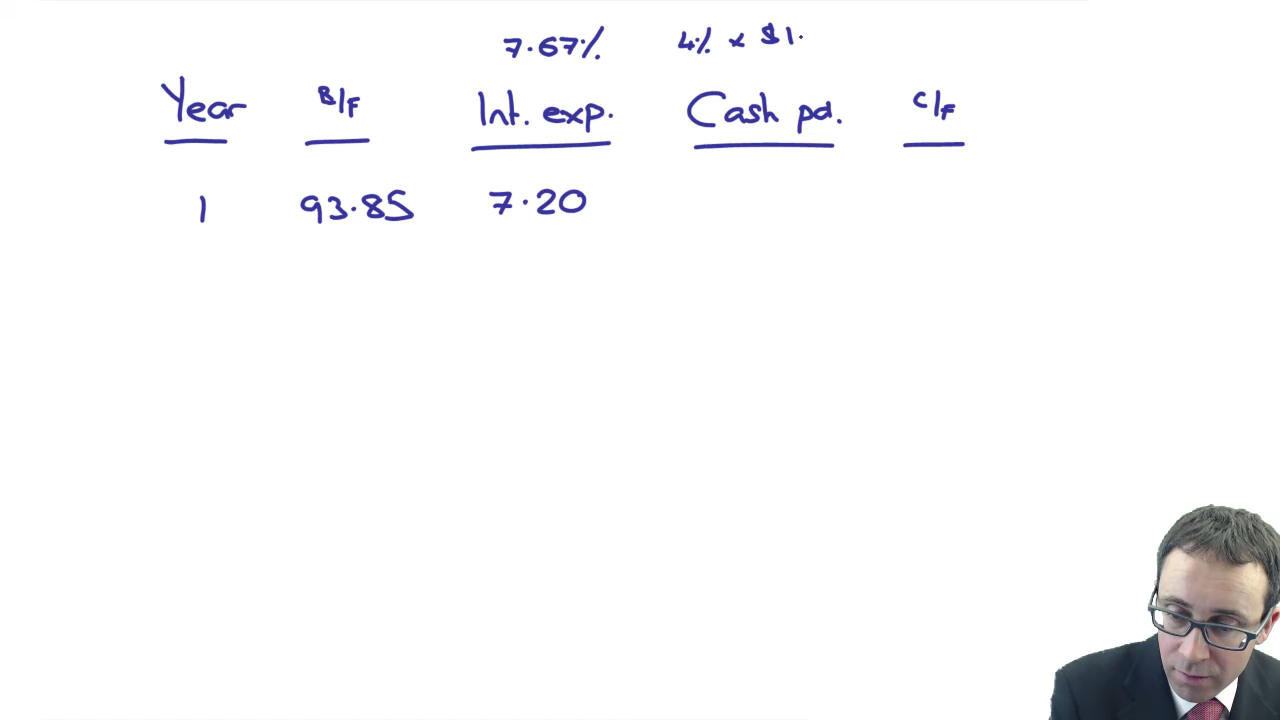 7.67% 4% x $1.
Year B/F Int. exp. Cash pd. C/F
1 93.85 7.20